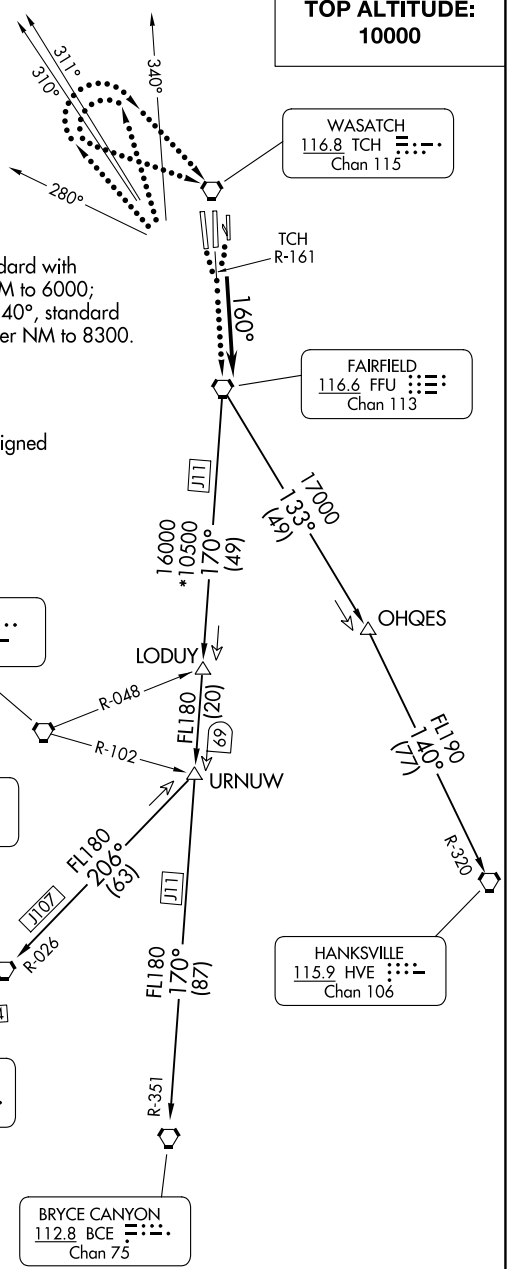 TOP ALTITUDE:
10000
311°
310°
340°
280°
WASATCH
116.8 TCH
Chan 115
TCH
R-161
dard with
M to 6000;
40°, standard
er NM to 8300.
160°
FAIRFIELD
116.6 FFU
Chan 113
igned
J11
16000
*10500
170°
(49)
17000
133°
(49)
OHQES
LODUY
R-048
FL180
(20)
69
R-102
URNUW
FL190
140°
(77)
FL180
206°
(63)
J107
R-026
J11
FL180
170°
(87)
R-320
HANKSVILLE
115.9 HVE
Chan 106
R-351
BRYCE CANYON
112.8 BCE
Chan 75